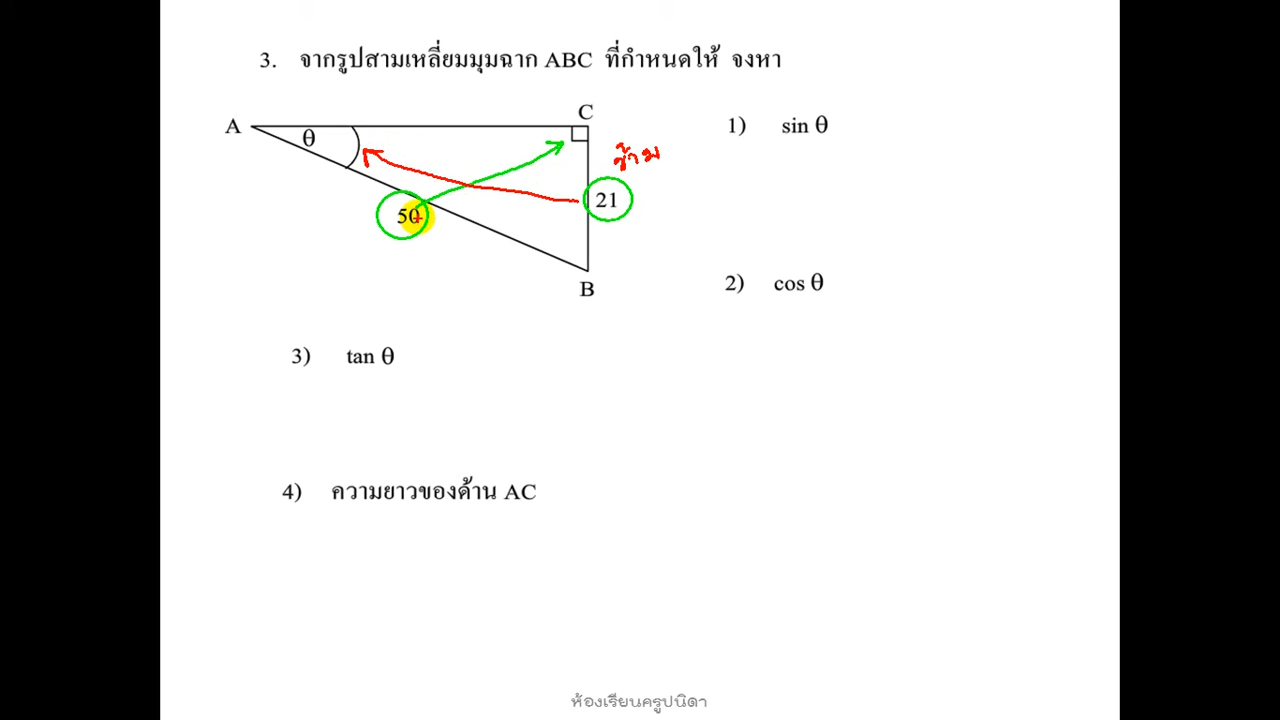 3. จากรูปสามเหลี่ยมมุมฉาก ABC ที่กำหนดให้ จงหา
C
A
θ
1) sin θ
ข้าม
50
21
2) cos θ
B
3) tan θ
4) ความยาวของด้าน AC
ห้องเรียนครูปนิดา